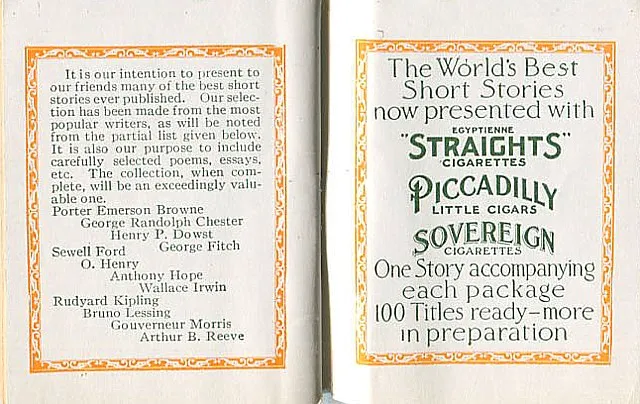 It is our intention to present to
our friends many of the best short
stories ever published. Our selec-
tion has been made from the most
popular writers, as will be noted
from the partial list given below.
It is also our purpose to include
carefully selected poems, essays,
etc. The collection, when com-
plete, will be an exceedingly valu-
able one.
Porter Emerson Browne
George Randolph Chester
Henry P. Dowst
George Fitch
Sewell Ford
O. Henry
Anthony Hope
Wallace Irwin
Rudyard Kipling
Bruno Lessing
Gouverneur Morris
Arthur B. Reeve
The World's Best
Short Stories
now presented with
EGYPTIENNE
"STRAIGHTS"
CIGARETTES
PICCADILLY
LITTLE CIGARS
SOVEREIGN
CIGARETTES
One Story accompanying
each package
100 Titles ready—more
in preparation